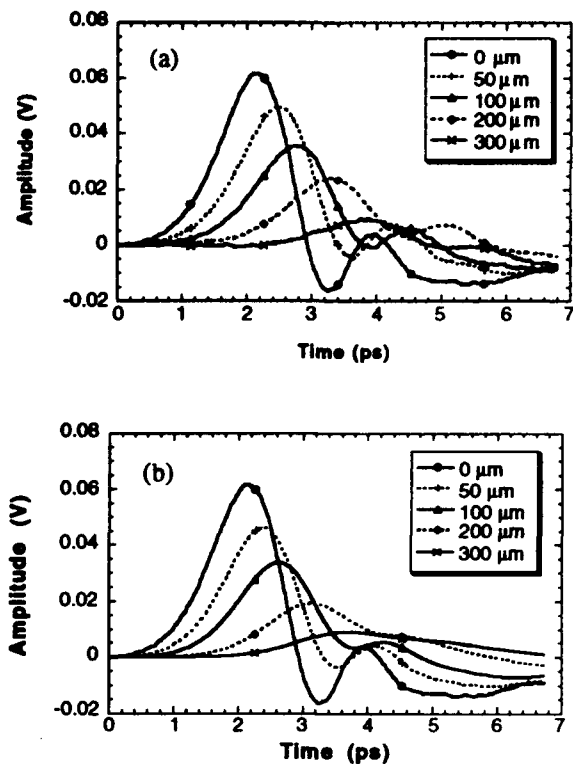 0.08
(a)
0 μm
50 μm
100 μm
200 μm
300 μm
0.06
0.04
0.02
0
-0.02
Amplitude (V)
0 1 2 3 4 5 6 7
Time (ps)
0.08
(b)
0 μm
50 μm
100 μm
200 μm
300 μm
0.06
0.04
0.02
0
-0.02
Amplitude (V)
0 1 2 3 4 5 6 7
Time (ps)